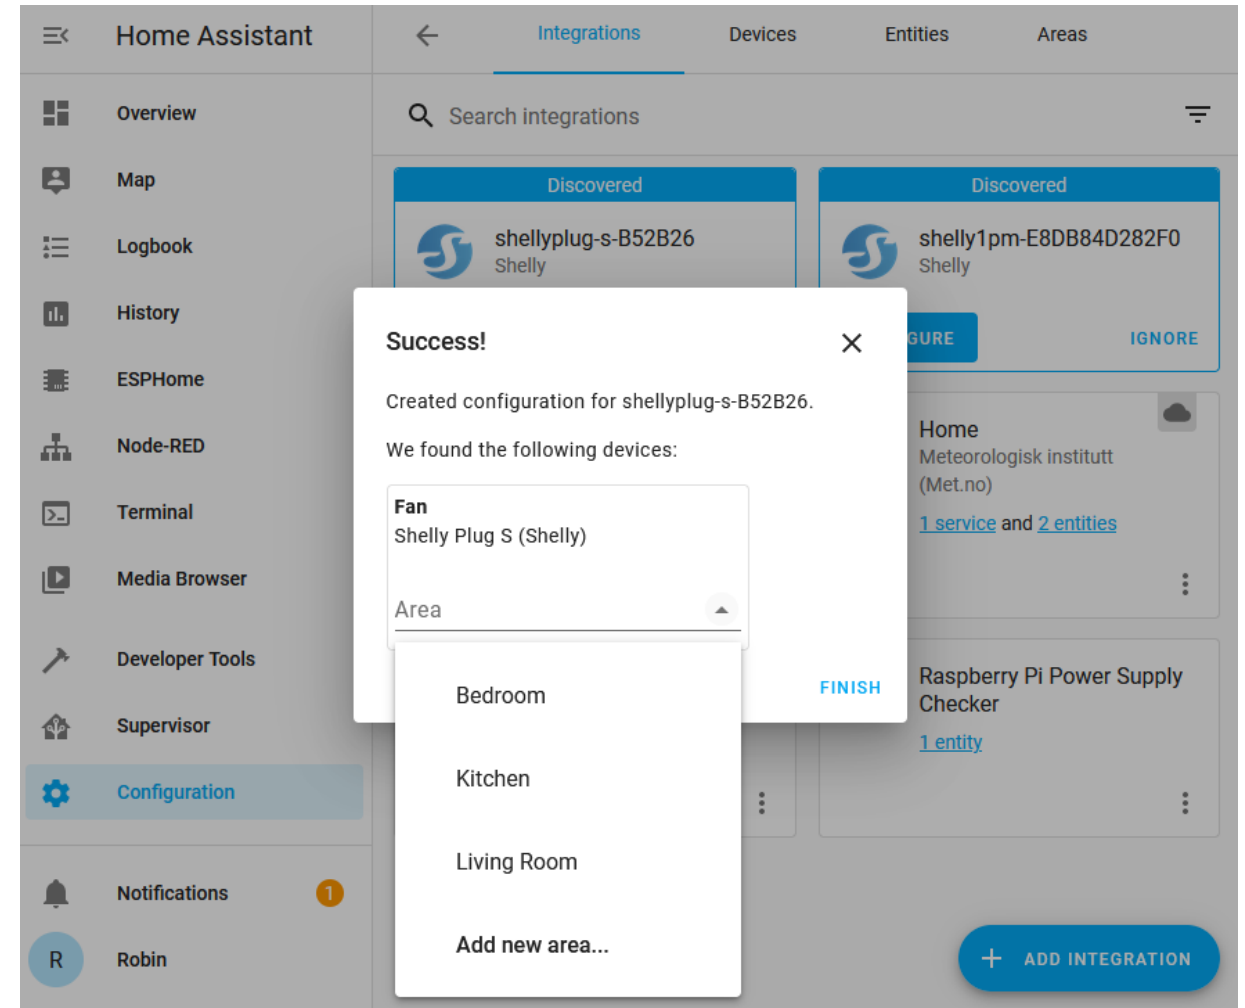 Home Assistant
Integrations
Devices
Entities
Areas
Overview
Map
Logbook
History
ESPHome
Node-RED
Terminal
Media Browser
Developer Tools
Supervisor
Configuration
Notifications
1
R
Robin
Search integrations
Discovered
shellyplug-s-B52B26
Shelly
Discovered
shelly1pm-E8DB84D282F0
Shelly
GURE
IGNORE
Success!
Created configuration for shellyplug-s-B52B26.
We found the following devices:
Fan
Shelly Plug S (Shelly)
Area
Bedroom
Kitchen
Living Room
Add new area...
FINISH
Home
Meteorologisk institutt
(Met.no)
1 service and 2 entities
Raspberry Pi Power Supply
Checker
1 entity
ADD INTEGRATION